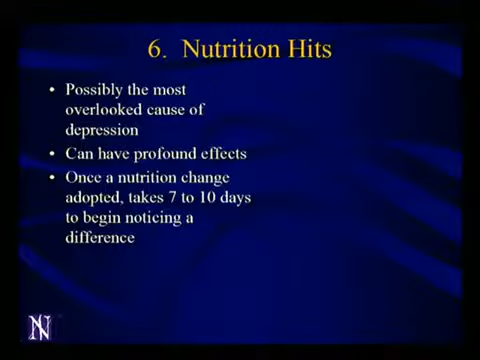 6. Nutrition Hits
• Possibly the most
overlooked cause of
depression
• Can have profound effects
• Once a nutrition change
adopted, takes 7 to 10 days
to begin noticing a
difference
N